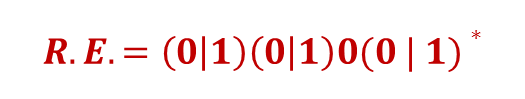 R. E. = (0|1)(0|1)0(0 | 1) *